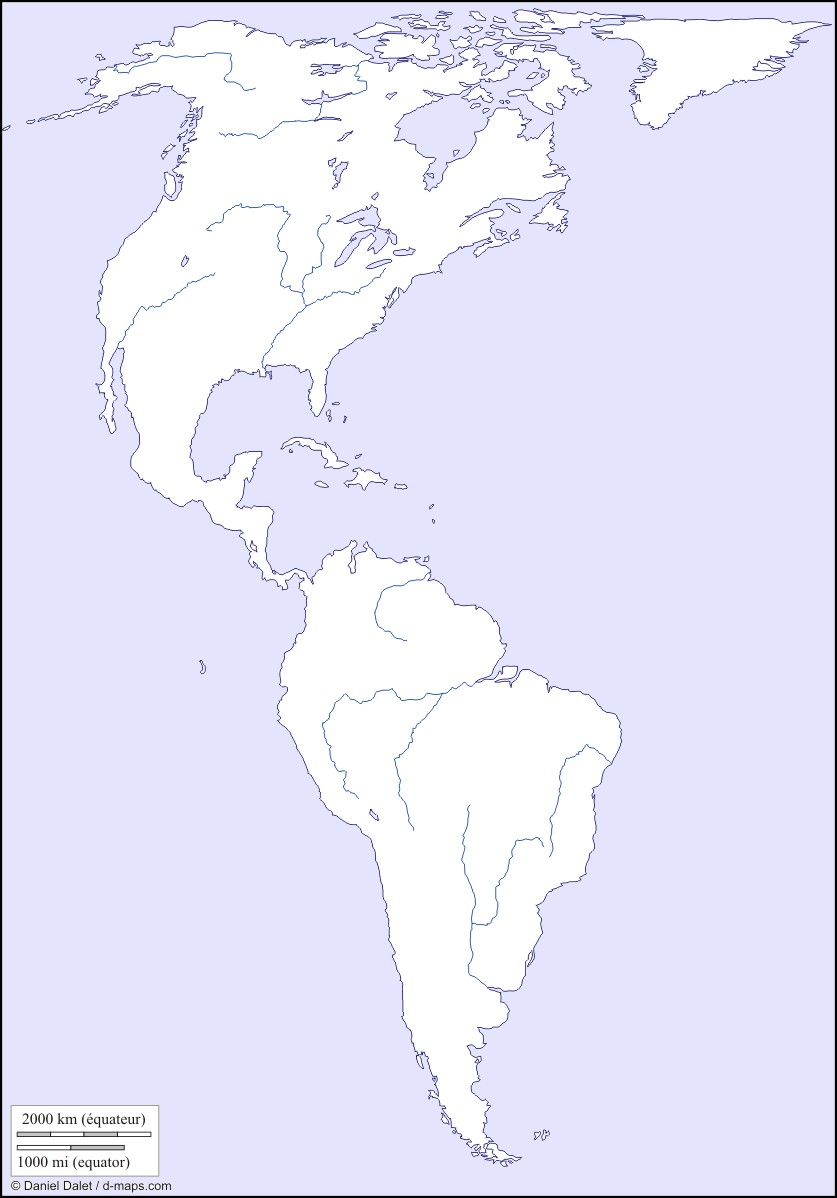 2000 km (équateur)
1000 mi (equator)
© Daniel Dalet / d-maps.com